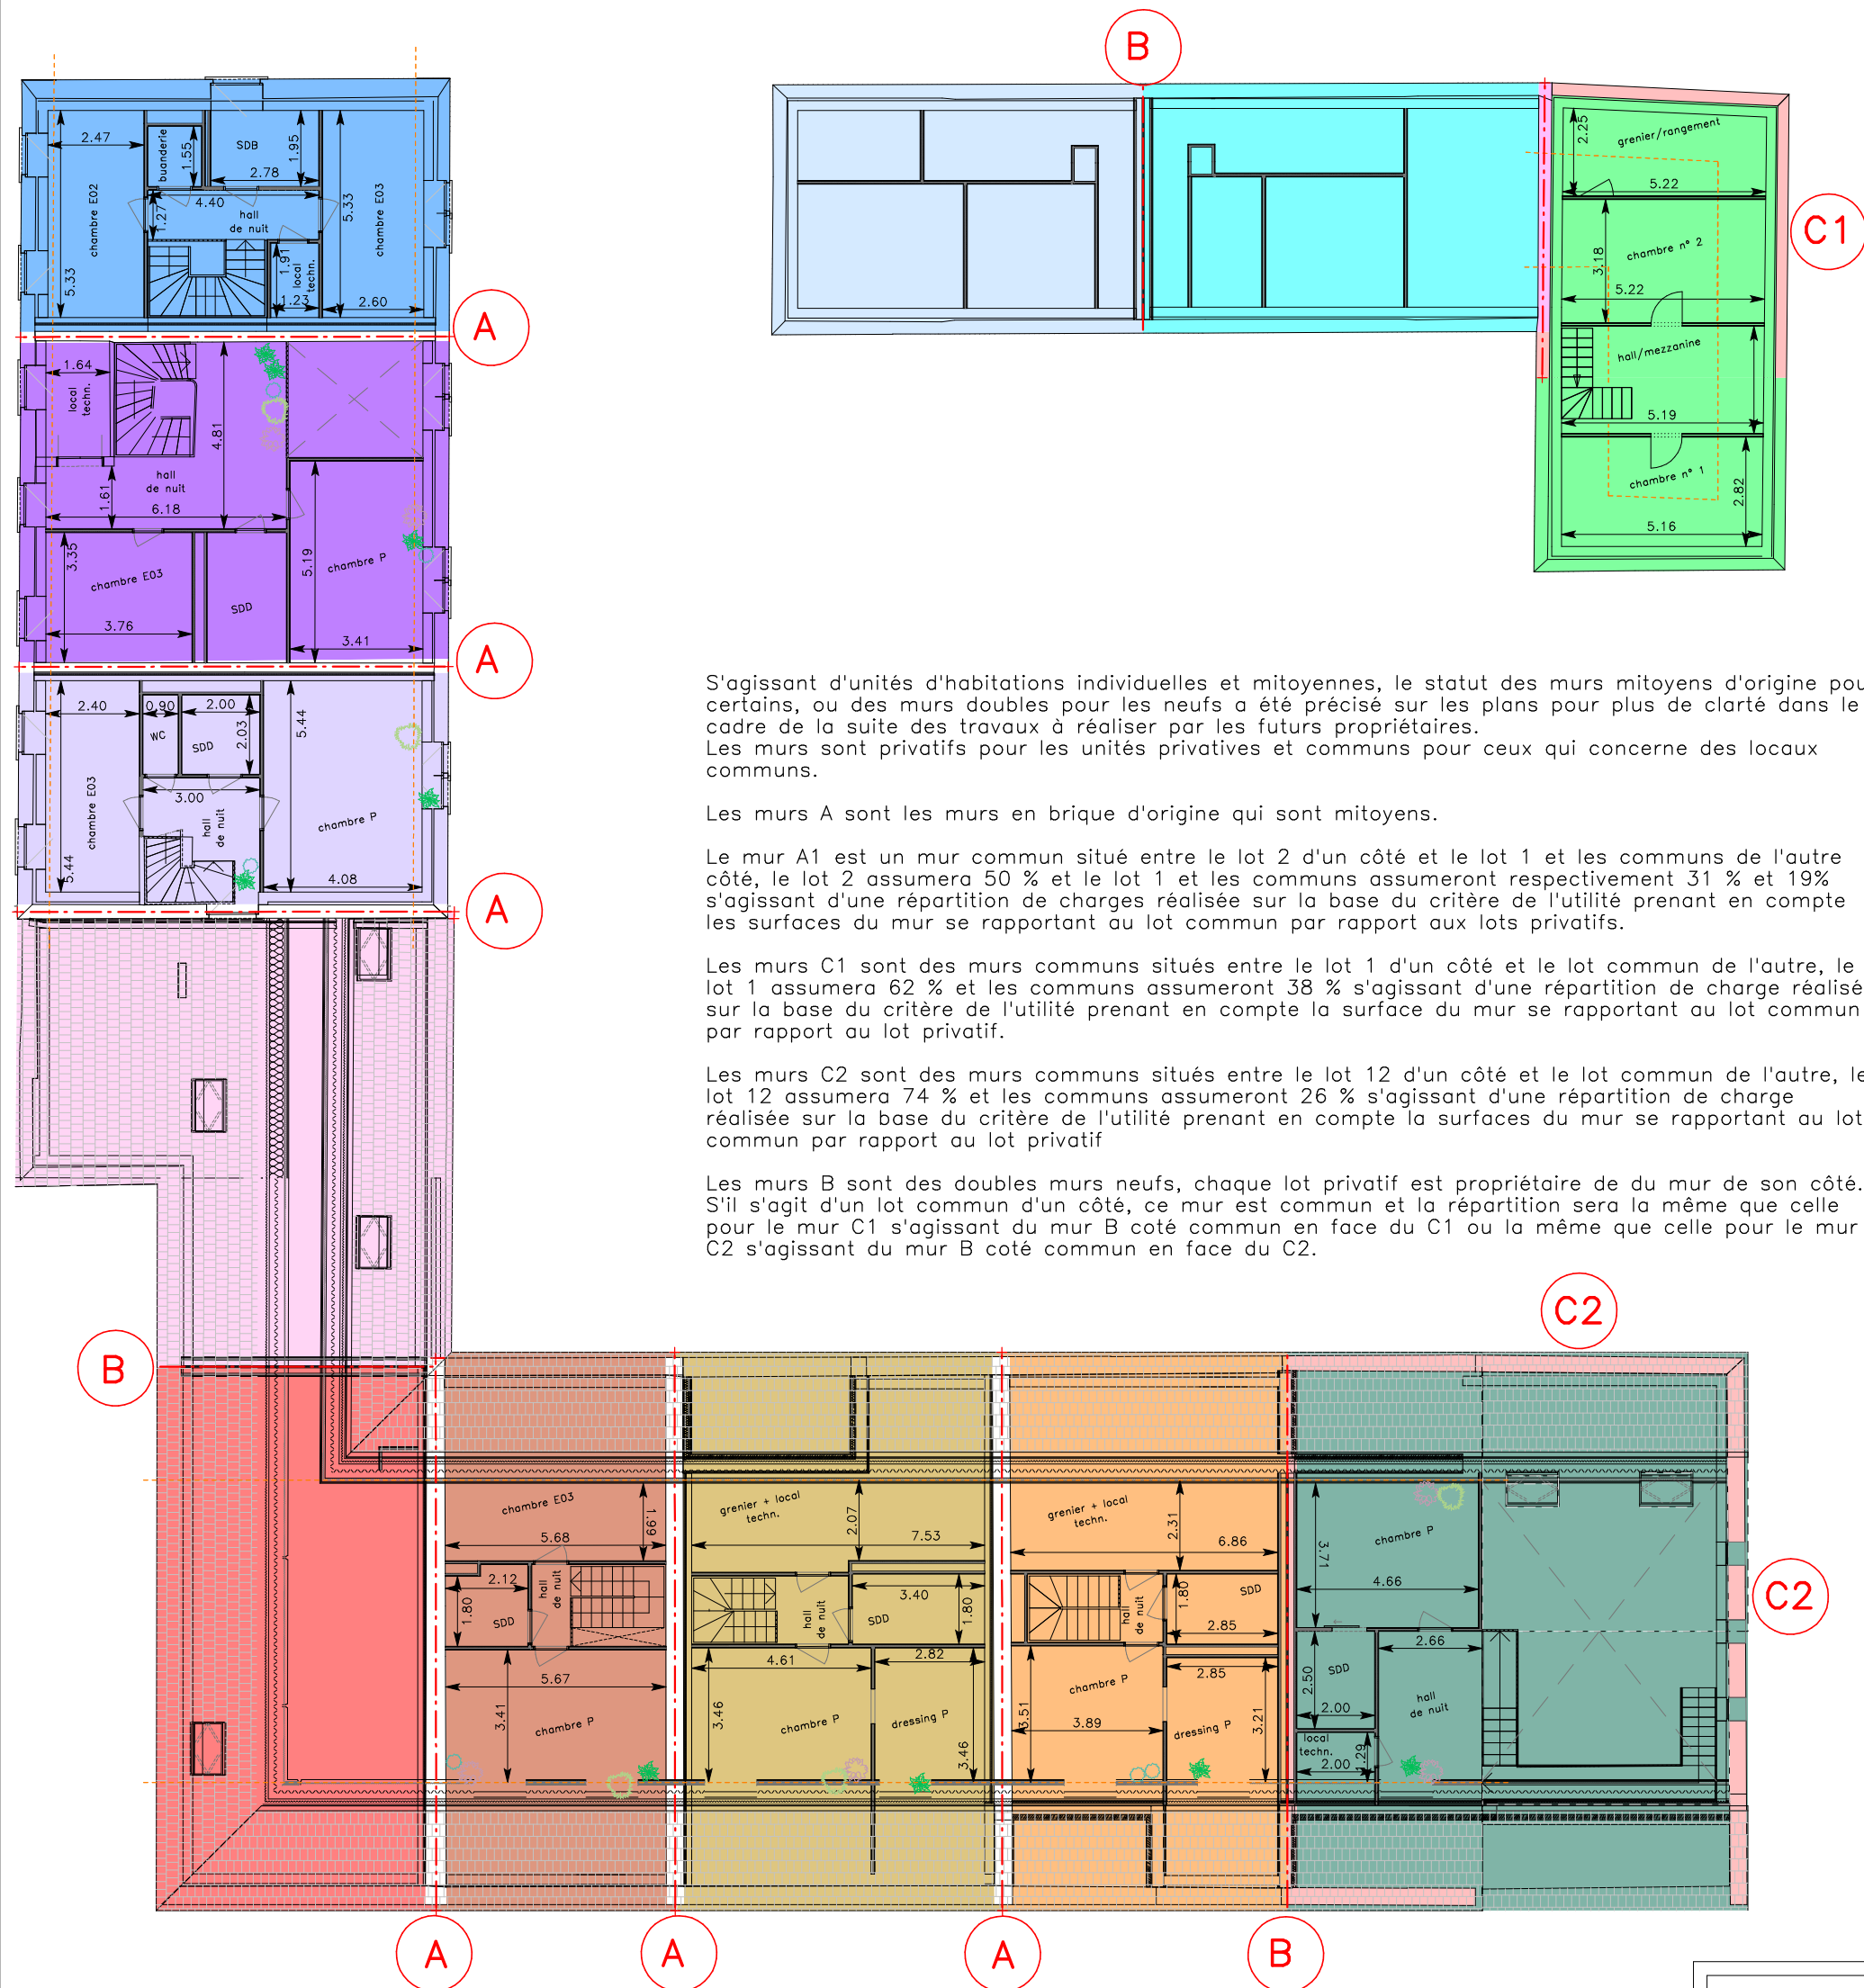 B
2.47
buanderie
1.55
SDB
1.95
2.78
chambre E02
5.33
4.40
1.27
hall
de nuit
5.33
chambre E03
1.91
local
techn.
1.23
2.60
A
2.25
grenier/rangement
5.22
C1
3.18
chambre n° 2
5.22
hall/mezzanine
5.19
chambre n° 1
2.82
5.16
1.64
local
techn.
4.81
hall
de nuit
1.61
6.18
3.35
chambre E03
3.76
SDD
5.19
chambre P
3.41
A
2.40
0.90
2.00
WC
SDD
2.03
5.44
chambre E03
3.00
hall
de nuit
chambre P
5.44
4.08
A
S'agissant d'unités d'habitations individuelles et mitoyennes, le statut des murs mitoyens d'origine pou
certains, ou des murs doubles pour les neufs a été précisé sur les plans pour plus de clarté dans le
cadre de la suite des travaux à réaliser par les futurs propriétaires.
Les murs sont privatifs pour les unités privatives et communs pour ceux qui concerne des locaux
communs.
Les murs A sont les murs en brique d'origine qui sont mitoyens.
Le mur A1 est un mur commun situé entre le lot 2 d'un côté et le lot 1 et les communs de l'autre
côté, le lot 2 assumera 50 % et le lot 1 et les communs assumeront respectivement 31 % et 19%
s'agissant d'une répartition de charges réalisée sur la base du critère de l'utilité prenant en compte
les surfaces du mur se rapportant au lot commun par rapport aux lots privatifs.
Les murs C1 sont des murs communs situés entre le lot 1 d'un côté et le lot commun de l'autre, le
lot 1 assumera 62 % et les communs assumeront 38 % s'agissant d'une répartition de charge réalisé
sur la base du critère de l'utilité prenant en compte la surface du mur se rapportant au lot commun
par rapport au lot privatif.
Les murs C2 sont des murs communs situés entre le lot 12 d'un côté et le lot commun de l'autre, le
lot 12 assumera 74 % et les communs assumeront 26 % s'agissant d'une répartition de charge
réalisée sur la base du critère de l'utilité prenant en compte la surfaces du mur se rapportant au lot
commun par rapport au lot privatif
Les murs B sont des doubles murs neufs, chaque lot privatif est propriétaire de du mur de son côté.
S'il s'agit d'un lot commun d'un côté, ce mur est commun et la répartition sera la même que celle
pour le mur C1 s'agissant du mur B coté commun en face du C1 ou la même que celle pour le mur
C2 s'agissant du mur B coté commun en face du C2.
C2
B
chambre E03
1.99
5.68
2.12
hall
de nuit
1.80
SDD
5.67
3.41
chambre P
grenier + local
techn.
2.07
7.53
3.40
hall
de nuit
SDD
1.80
4.61
2.82
3.46
chambre P
dressing P
3.46
grenier + local
techn.
2.31
6.86
1.80
SDD
hall
de nuit
2.85
chambre P
2.85
3.51
3.89
dressing P
3.21
3.71
chambre P
4.66
2.66
2.50
SDD
2.00
hall
de nuit
local
techn.
1.29
2.00
C2
A
A
A
B